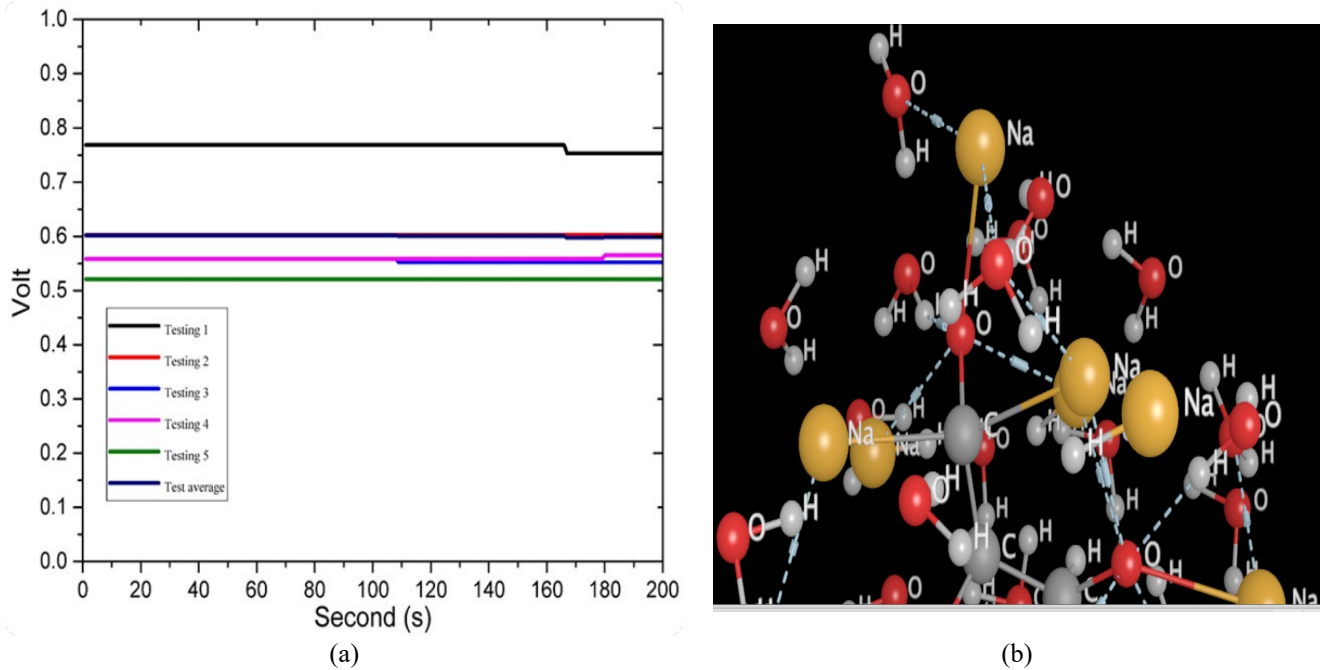 1.0
0.9
0.8
0.7
0.6
0.5
0.4
0.3
0.2
0.1
0.0
Volt
Testing 1
Testing 2
Testing 3
Testing 4
Testing 5
Test average
0 20 40 60 80 100 120 140 160 180 200
Second (s)
(a)
H
O
Na
H
H O
H O
H
H
O
H
O
O
H
H H
O
H
H
O
H
Na
Na
Na
H
O
Na
Na
C
O
H
O
H
H
O
H
H
O
H
H
O
H
C
H
O
C
H
Na
(b)